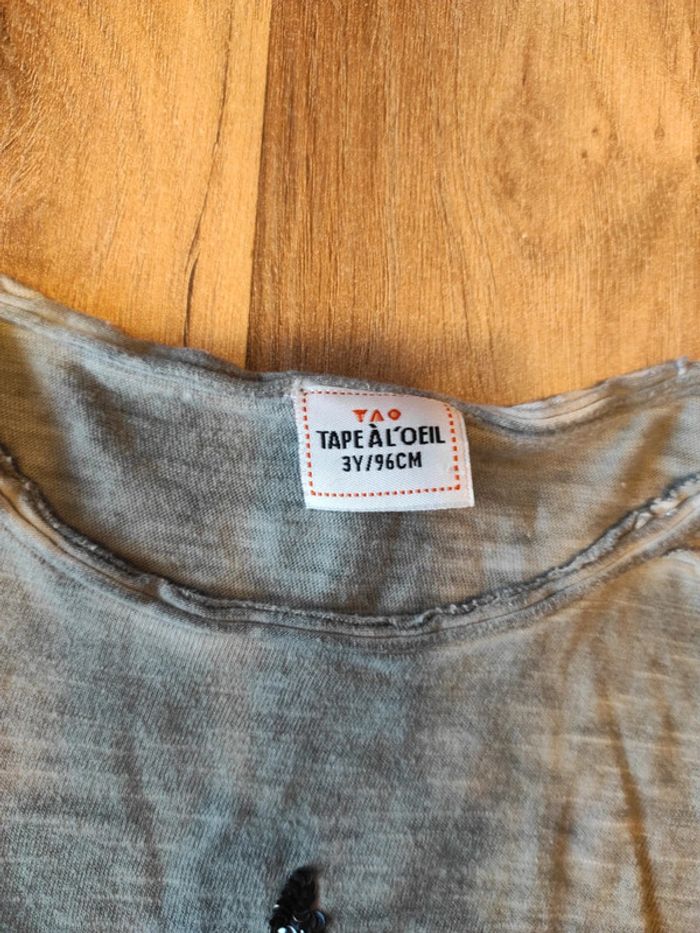 TAO
TAPE À L'OEIL
3Y/96CM